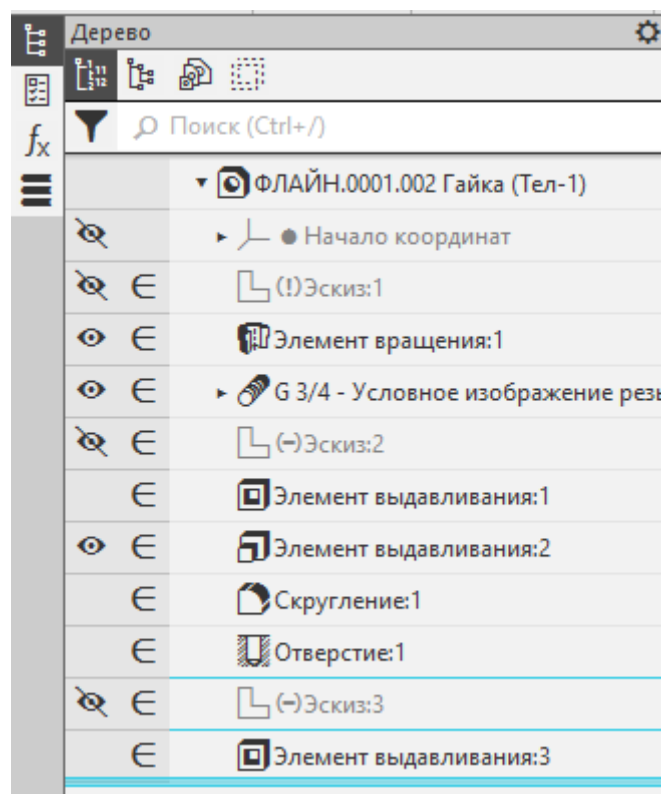 Дерево
Поиск (Ctrl+/)
ФЛАЙН.0001.002 Гайка (Тел-1)
Начало координат
(!)Эскиз:1
Элемент вращения:1
G 3/4 - Условное изображение резь
(-)Эскиз:2
Элемент выдавливания:1
Элемент выдавливания:2
Скругление:1
Отверстие:1
(-)Эскиз:3
Элемент выдавливания:3